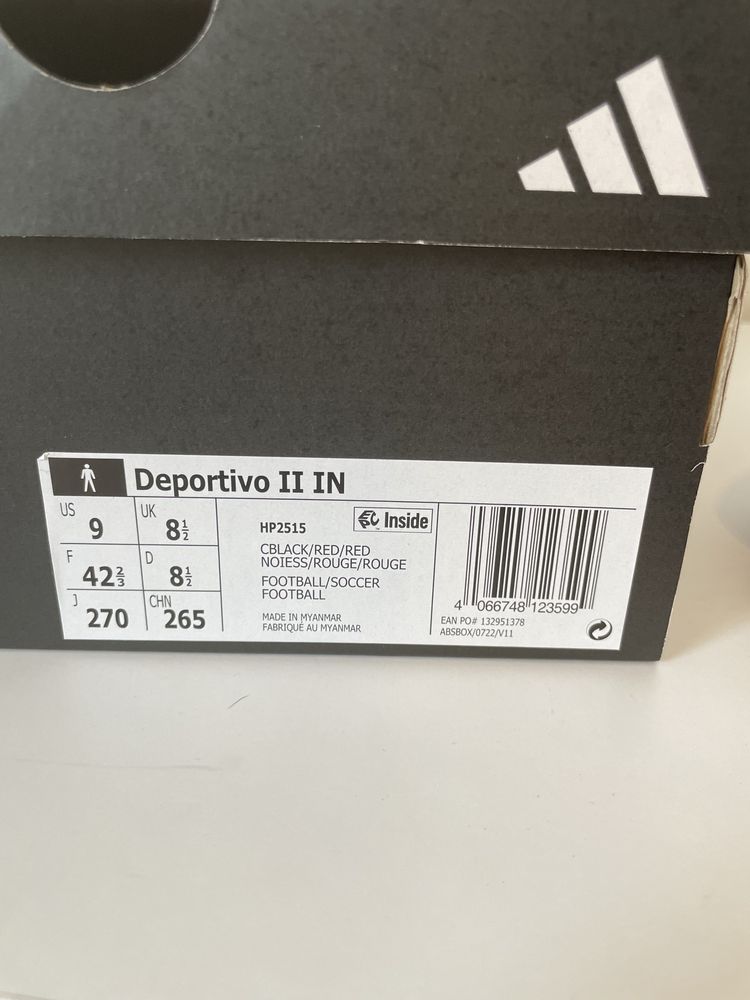 Deportivo II IN
US 9 UK 8½
F 42⅔ D 8½
J 270 CHN 265
HP2515 Inside
CBLACK/RED/RED
NOIESS/ROUGE/ROUGE
FOOTBALL/SOCCER
FOOTBALL
MADE IN MYANMAR
FABRIQUÉ AU MYANMAR
4 066748 123599
EAN PO# 132951378
ABSBOX/0722/V11